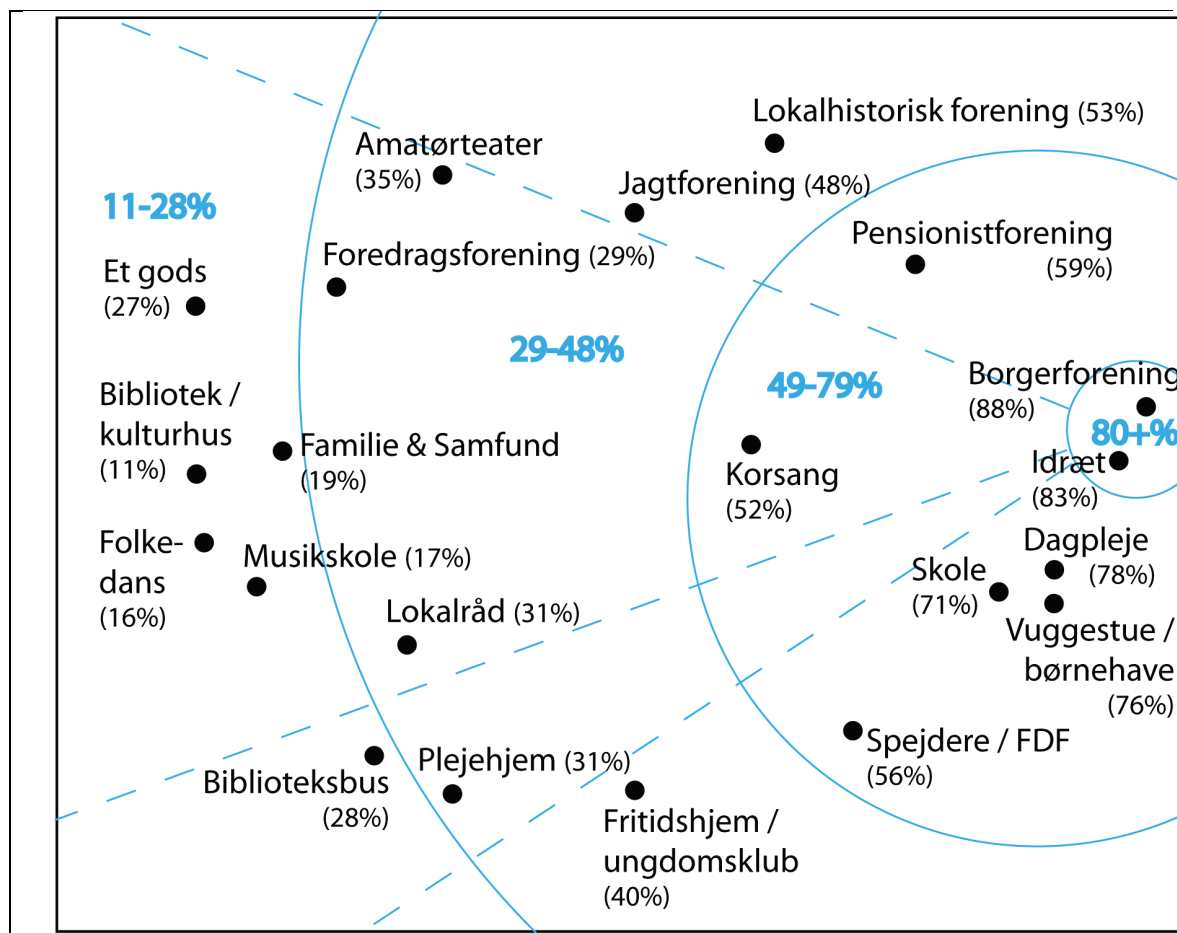 Lokalhistorisk forening (53%)
Amatørteater
(35%)
Jagtforening (48%)
11-28%
Pensionistforening
(59%)
Foredragsforening (29%)
Et gods
(27%)
29-48%
49-79%
Borgerforening
(88%)
80+%
Bibliotek /
kulturhus
(11%)
Familie & Samfund
(19%)
Korsang
(52%)
Idræt
(83%)
Folke-
dans
(16%)
Musikskole (17%)
Dagpleje
(78%)
Skole
(71%)
Lokalråd (31%)
Vuggestue /
børnehave
(76%)
Spejdere / FDF
(56%)
Biblioteksbus
(28%)
Plejehjem (31%)
Fritidshjem /
ungdomsklub
(40%)